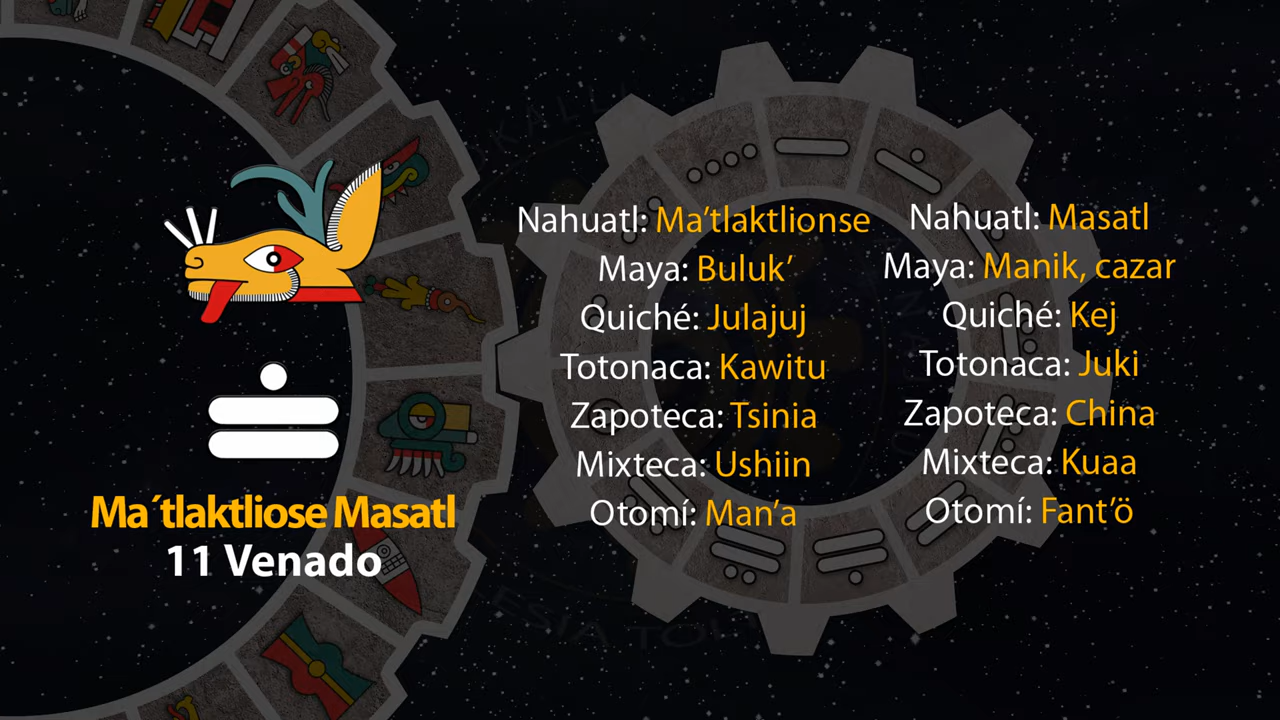 Ma´tlaktliose Masatl
11 Venado
Nahuatl: Ma’tlaktlionse
Maya: Buluk’
Quiché: Julajuj
Totonaca: Kawitu
Zapoteca: Tsinia
Mixteca: Ushiin
Otomí: Man’a
Nahuatl: Masatl
Maya: Manik, cazar
Quiché: Kej
Totonaca: Juki
Zapoteca: China
Mixteca: Kuaa
Otomí: Fant’ö